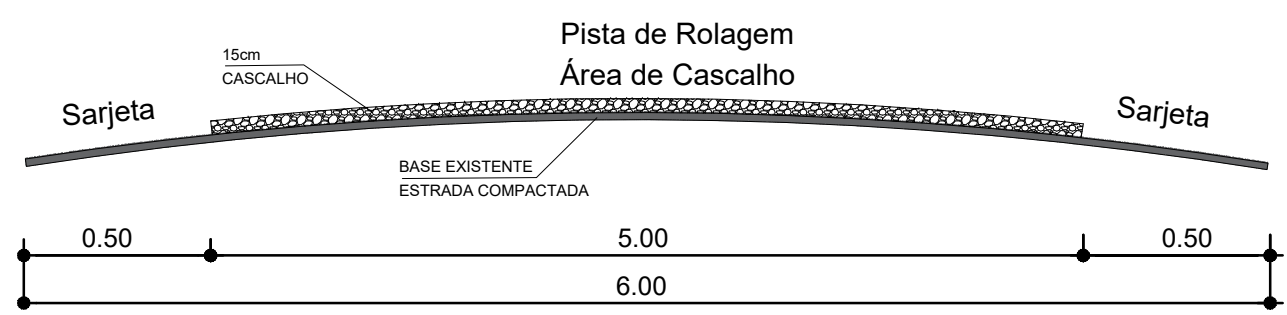 Pista de Rolagem
Área de Cascalho
15cm
CASCALHO
Sarjeta
Sarjeta
BASE EXISTENTE
ESTRADA COMPACTADA
0.50
5.00
0.50
6.00